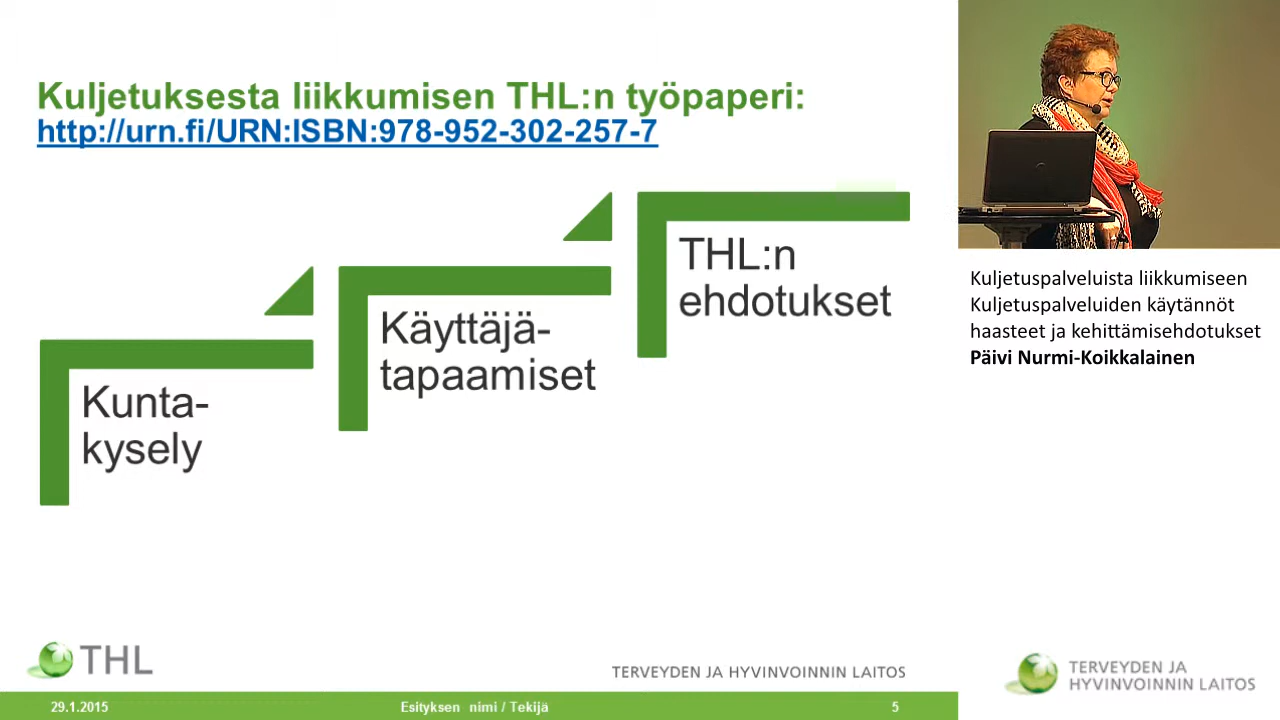 Kuljetuksesta liikkumisen THL:n työpaperi:
http://urn.fi/URN:ISBN:978-952-302-257-7
Kunta-
kysely
Käyttäjä-
tapaamiset
THL:n
ehdotukset
THL
TERVEYDEN JA HYVINVOINNIN LAITOS
29.1.2015
Esityksen nimi / Tekijä
5
Kuljetuspalveluista liikkumiseen
Kuljetuspalveluiden käytännöt
haasteet ja kehittämisehdotukset
Päivi Nurmi-Koikkalainen
TERVEYDEN JA
HYVINVOINNIN LAITOS